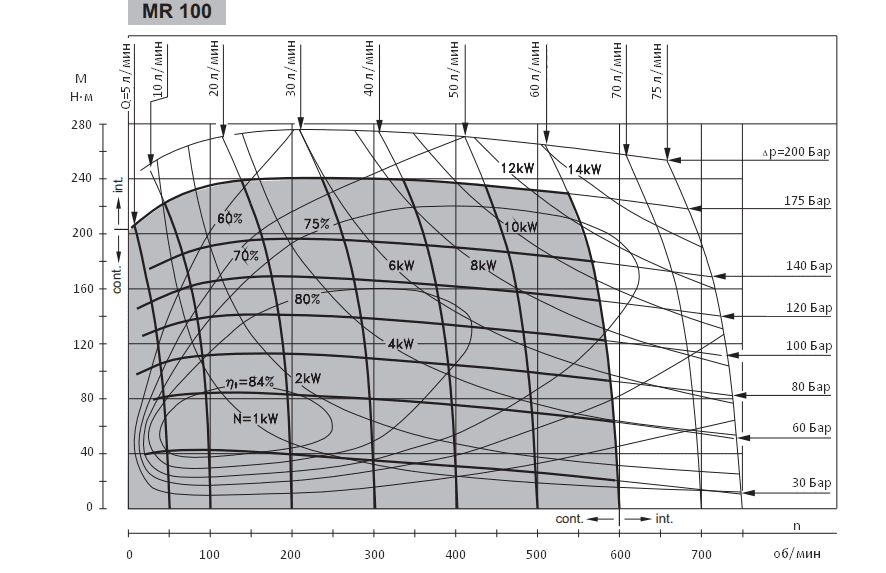 MR 100
M
Н·м
Q=5 л/мин
10 л/мин
20 л/мин
30 л/мин
40 л/мин
50 л/мин
60 л/мин
70 л/мин
75 л/мин
280
240
200
160
120
80
40
0
int.
cont.
Δp=200 Бар
175 Бар
140 Бар
120 Бар
100 Бар
80 Бар
60 Бар
30 Бар
12kW
14kW
60%
75%
10kW
70%
6kW
8kW
80%
4kW
ηt=84%
2kW
N=1kW
cont.
int.
n
0
100
200
300
400
500
600
700
об/мин